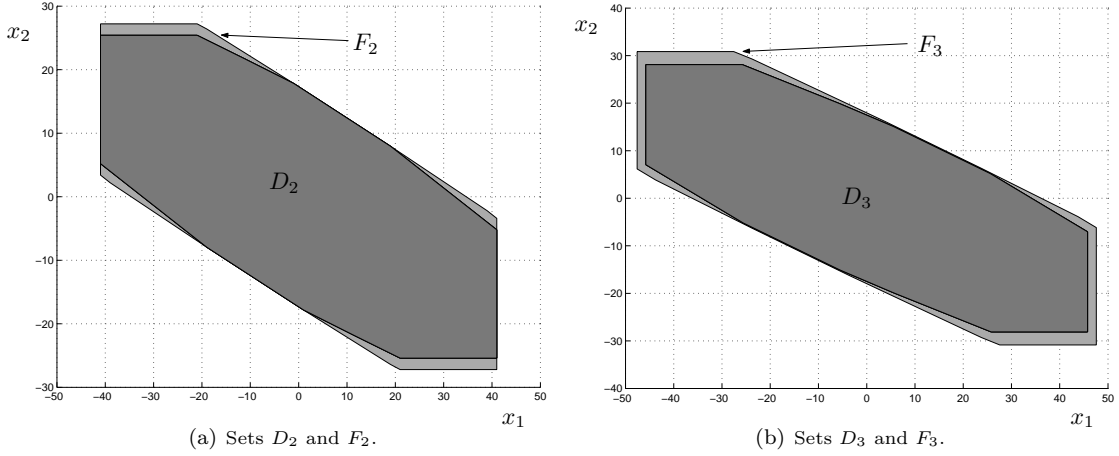 x₂
30
20
10
0
−10
−20
−30
−50 −40 −30 −20 −10 0 10 20 30 40 50
F₂
D₂
x₁
(a) Sets D₂ and F₂.
x₂
40
30
20
10
0
−10
−20
−30
−40
−50 −40 −30 −20 −10 0 10 20 30 40 50
F₃
D₃
x₁
(b) Sets D₃ and F₃.